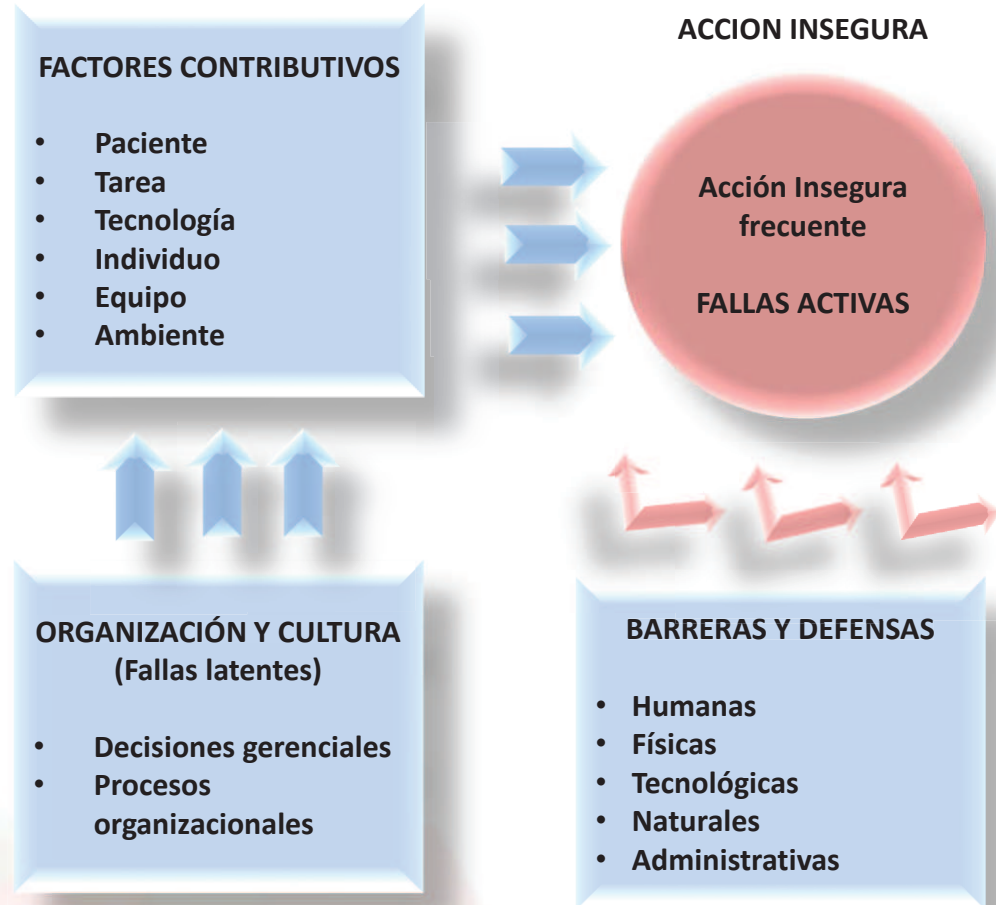 FACTORES CONTRIBUTIVOS
• Paciente
• Tarea
• Tecnología
• Individuo
• Equipo
• Ambiente
ACCION INSEGURA
Acción Insegura
frecuente
FALLAS ACTIVAS
ORGANIZACIÓN Y CULTURA
(Fallas latentes)
• Decisiones gerenciales
• Procesos
organizacionales
BARRERAS Y DEFENSAS
• Humanas
• Físicas
• Tecnológicas
• Naturales
• Administrativas